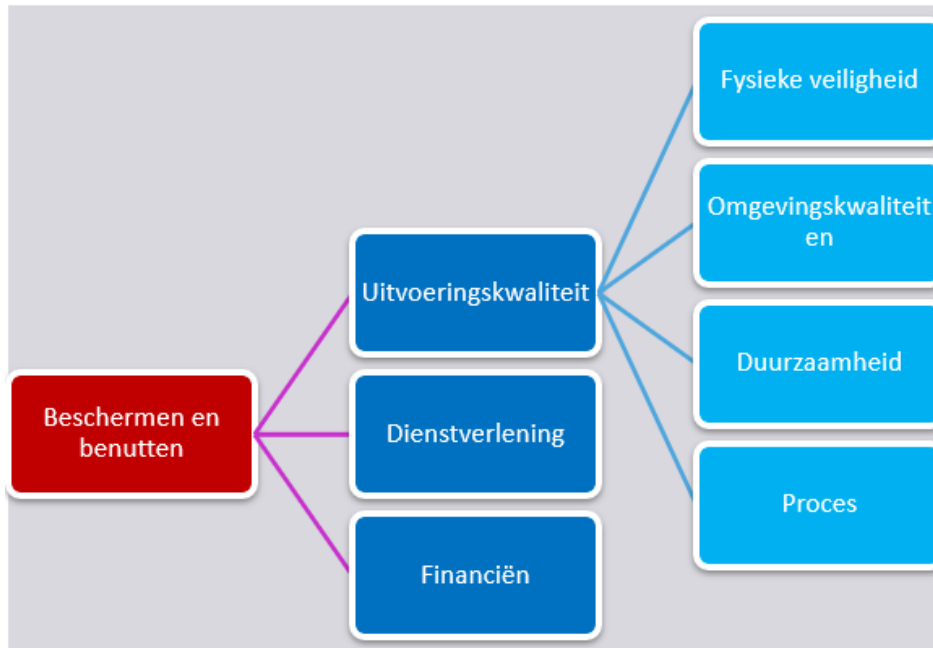 Beschermen en
benutten
Uitvoeringskwaliteit
Dienstverlening
Financiën
Fysieke veiligheid
Omgevingskwaliteit
en
Duurzaamheid
Proces